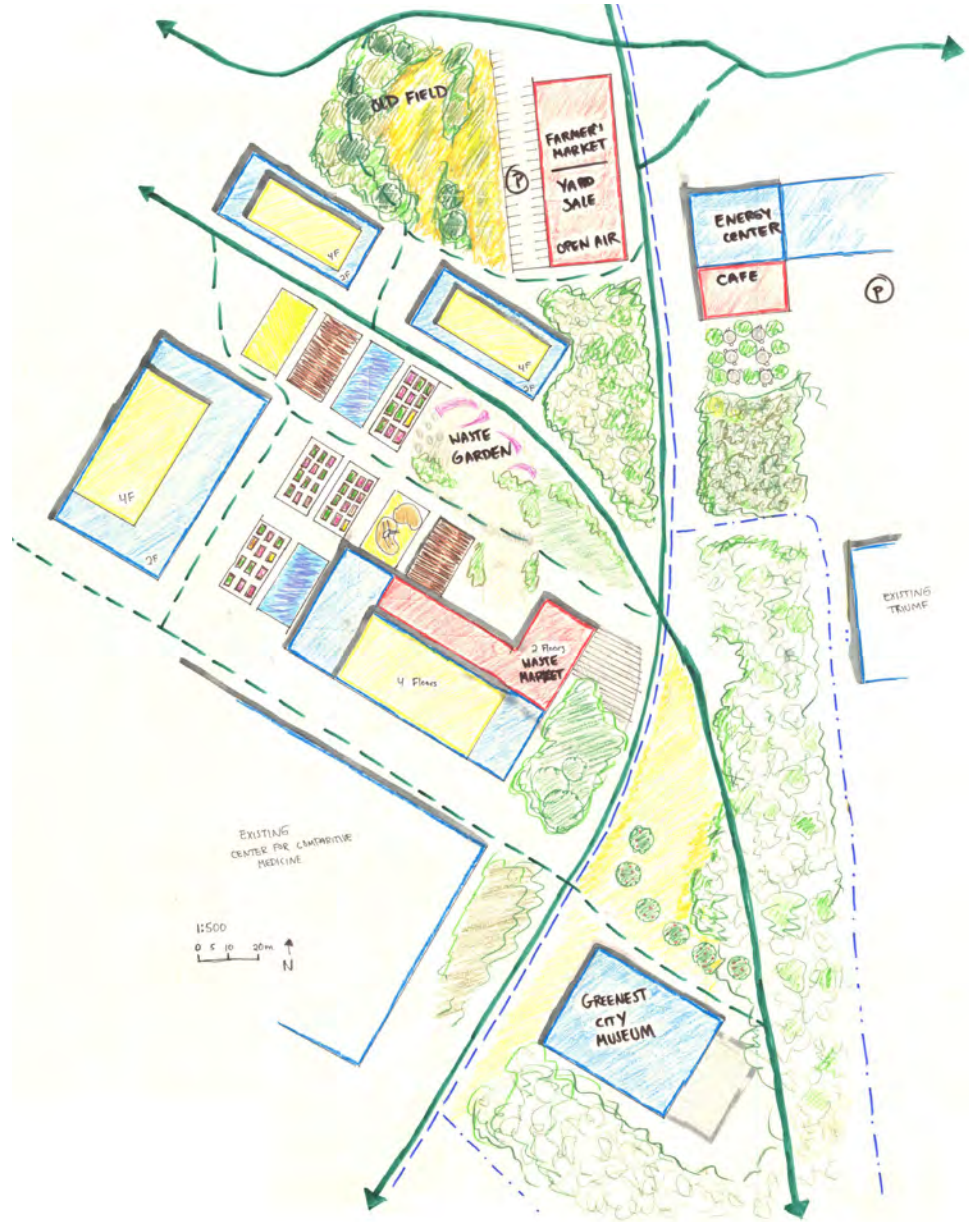 OLD FIELD
FARMER'S
MARKET
YARD
SALE
OPEN AIR
P
ENERGY
CENTER
CAFE
P
4F
2F
4F
2F
WASTE
GARDEN
4F
2F
EXISTING
TRIUMF
2 Floors
WASTE
MARKET
4 Floors
EXISTING
CENTER FOR COMPARITIVE
MEDICINE
1:500
0 5 10 20m
N
GREENEST
CITY
MUSEUM